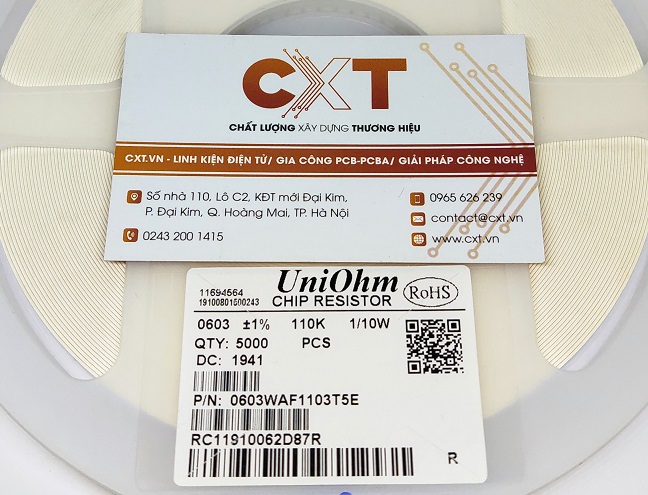 CXT
CHẤT LƯỢNG XÂY DỰNG THƯƠNG HIỆU
CXT.VN - LINH KIỆN ĐIỆN TỬ/ GIA CÔNG PCB-PCBA/ GIẢI PHÁP CÔNG NGHỆ
Số nhà 110, Lô C2, KĐT mới Đại Kim,
P. Đại Kim, Q. Hoàng Mai, TP. Hà Nội
0243 200 1415
0965 626 239
contact@cxt.vn
www.cxt.vn
11694564
19100801500243
UniOhm
CHIP RESISTOR
RoHS
0603 ±1% 110K 1/10W
QTY: 5000 PCS
DC: 1941
P/N: 0603WAF1103T5E
RC11910062D87R
R